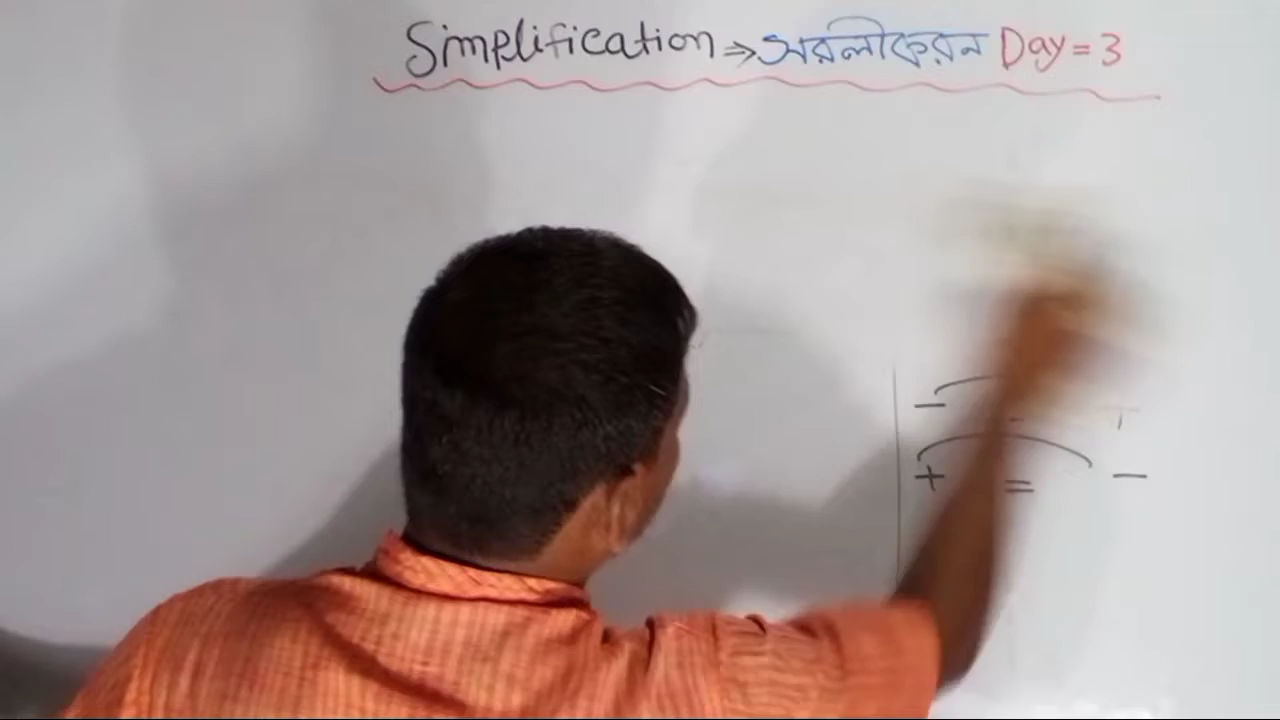 Simplification ⇒ সরলীকরন Day = 3
−
+ = −